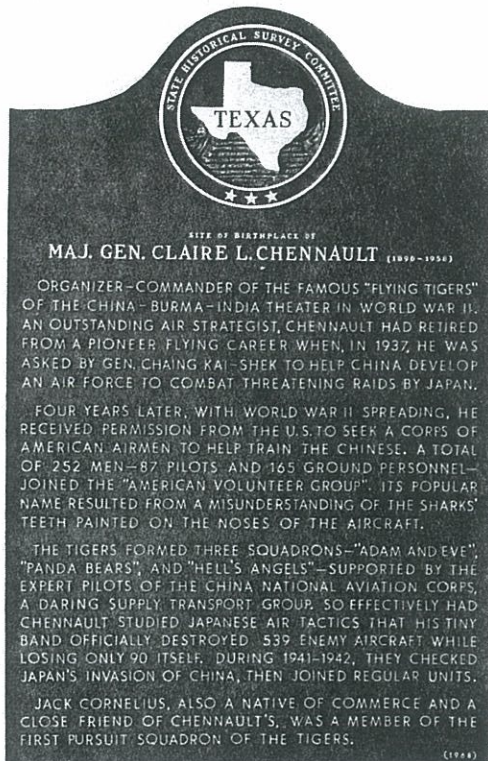 STATE HISTORICAL SURVEY COMMITTEE
TEXAS
SITE OF BIRTHPLACE OF
MAJ. GEN. CLAIRE L. CHENNAULT (1890-1958)
ORGANIZER-COMMANDER OF THE FAMOUS "FLYING TIGERS"
OF THE CHINA-BURMA-INDIA THEATER IN WORLD WAR II.
AN OUTSTANDING AIR STRATEGIST, CHENNAULT HAD RETIRED
FROM A PIONEER FLYING CAREER WHEN, IN 1937, HE WAS
ASKED BY GEN. CHAING KAI-SHEK TO HELP CHINA DEVELOP
AN AIR FORCE TO COMBAT THREATENING RAIDS BY JAPAN.
FOUR YEARS LATER, WITH WORLD WAR II SPREADING, HE
RECEIVED PERMISSION FROM THE U.S. TO SEEK A CORPS OF
AMERICAN AIRMEN TO HELP TRAIN THE CHINESE. A TOTAL
OF 252 MEN—87 PILOTS AND 165 GROUND PERSONNEL—
JOINED THE "AMERICAN VOLUNTEER GROUP". ITS POPULAR
NAME RESULTED FROM A MISUNDERSTANDING OF THE SHARKS'
TEETH PAINTED ON THE NOSES OF THE AIRCRAFT.
THE TIGERS FORMED THREE SQUADRONS—"ADAM AND EVE",
"PANDA BEARS", AND "HELL'S ANGELS"—SUPPORTED BY THE
EXPERT PILOTS OF THE CHINA NATIONAL AVIATION CORPS,
A DARING SUPPLY TRANSPORT GROUP. SO EFFECTIVELY HAD
CHENNAULT STUDIED JAPANESE AIR TACTICS THAT HIS TINY
BAND OFFICIALLY DESTROYED 539 ENEMY AIRCRAFT WHILE
LOSING ONLY 90 ITSELF. DURING 1941-1942, THEY CHECKED
JAPAN'S INVASION OF CHINA, THEN JOINED REGULAR UNITS.
JACK CORNELIUS, ALSO A NATIVE OF COMMERCE AND A
CLOSE FRIEND OF CHENNAULT'S, WAS A MEMBER OF THE
FIRST PURSUIT SQUADRON OF THE TIGERS.
(1968)